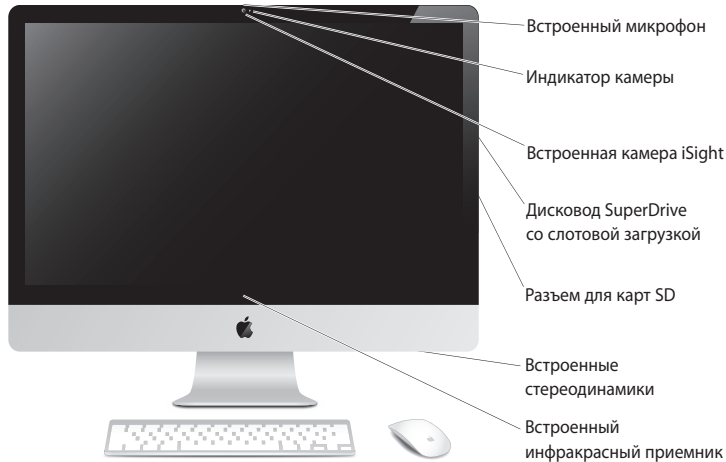 Встроенный микрофон
Индикатор камеры
Встроенная камера iSight
Дисковод SuperDrive
со слотовой загрузкой
Разъем для карт SD
Встроенные
стереодинамики
Встроенный
инфракрасный приемник